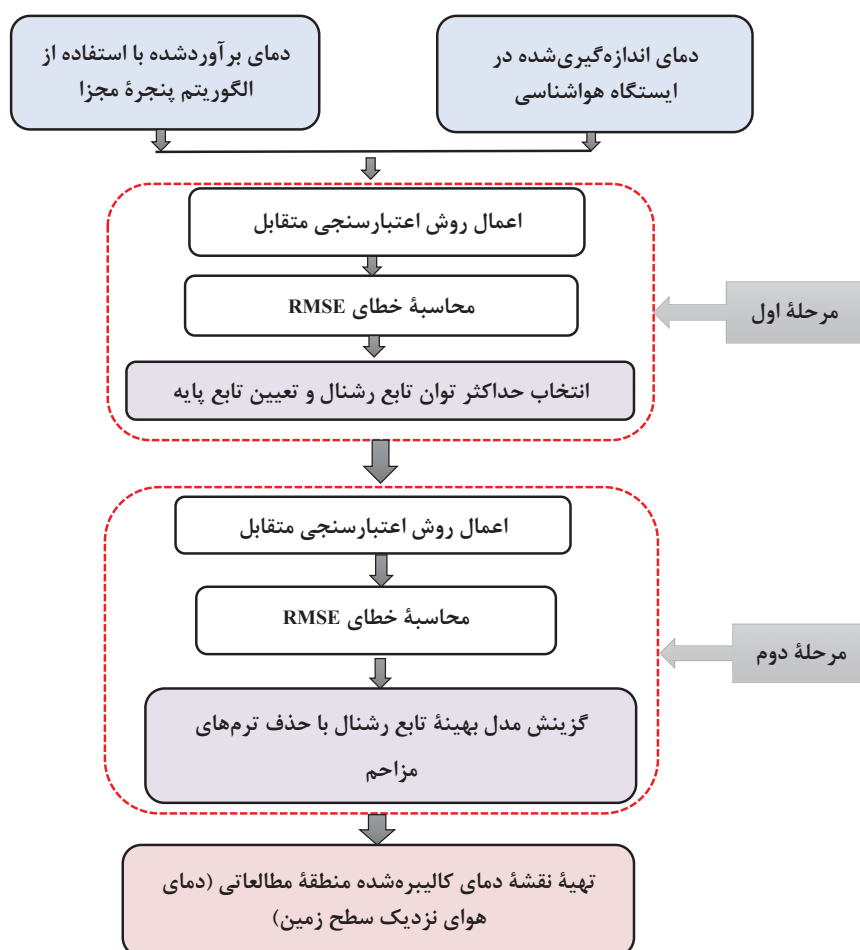 دمای اندازه‌گیری‌شده در
ایستگاه هواشناسی
دمای برآوردشده با استفاده از
الگوریتم پنجرهٔ مجزا
اعمال روش اعتبارسنجی متقابل
محاسبهٔ خطای RMSE
انتخاب حداکثر توان تابع رشنال و تعیین تابع پایه
مرحلهٔ اول
اعمال روش اعتبارسنجی متقابل
محاسبهٔ خطای RMSE
گزینش مدل بهینهٔ تابع رشنال با حذف ترم‌های
مزاحم
مرحلهٔ دوم
تهیهٔ نقشهٔ دمای کالیبره‌شده منطقهٔ مطالعاتی (دمای
هوای نزدیک سطح زمین)